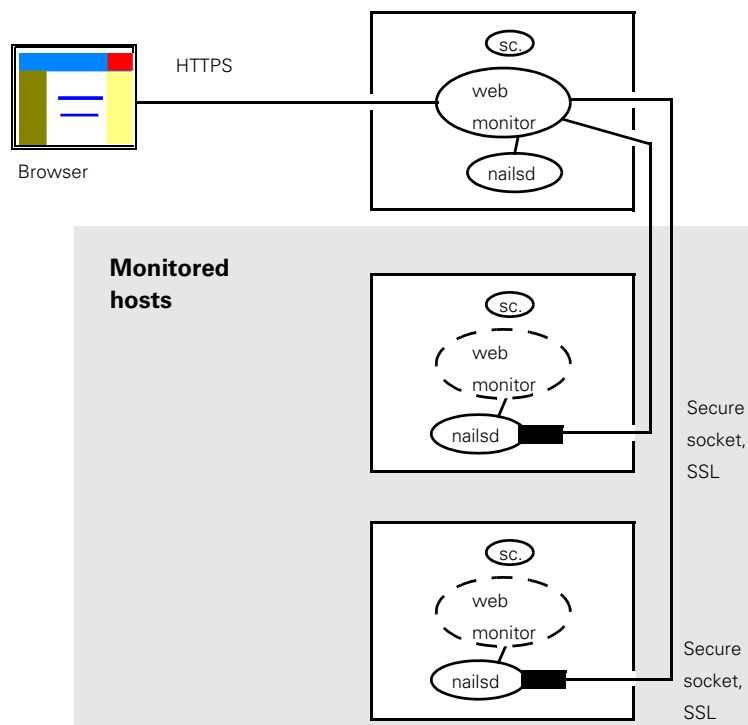 sc.
HTTPS
web
monitor
Browser
nailsd
Monitored
hosts
sc.
web
monitor
nailsd
Secure
socket,
SSL
sc.
web
monitor
nailsd
Secure
socket,
SSL